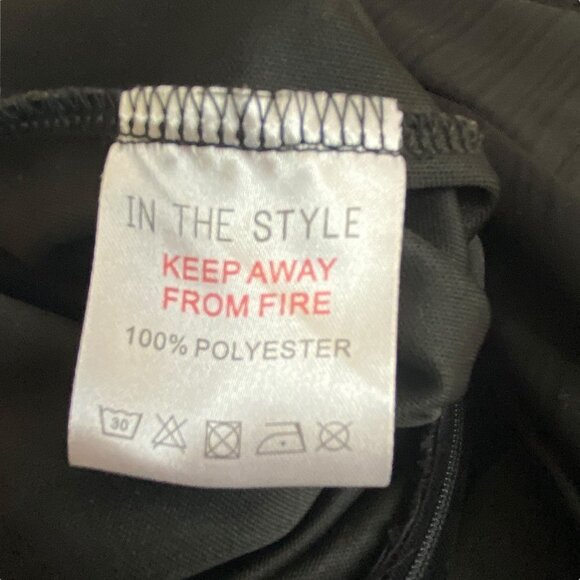 IN THE STYLE
KEEP AWAY
FROM FIRE
100% POLYESTER
30